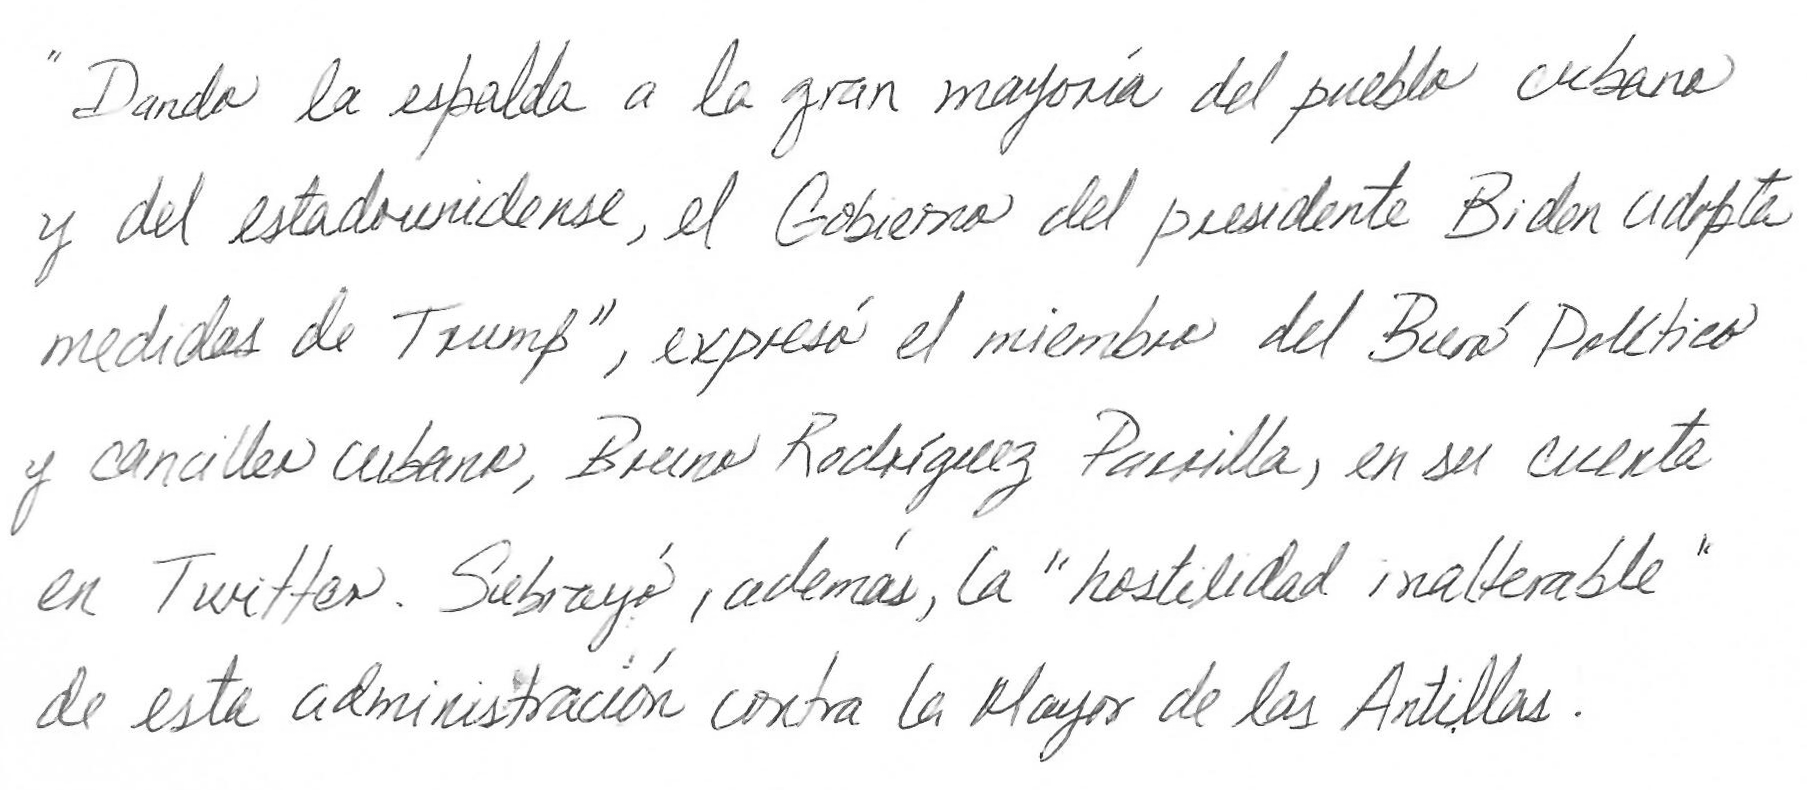 "Dando la espalda a la gran mayoría del pueblo cubano
y del estadounidense, el Gobierno del presidente Biden adopta
medidas de Trump", expresó el miembro del Buró Político
y canciller cubano, Bruno Rodríguez Parrilla, en su cuenta
en Twitter. Subrayó, además, la "hostilidad inalterable"
de esta administración contra la Mayor de las Antillas.